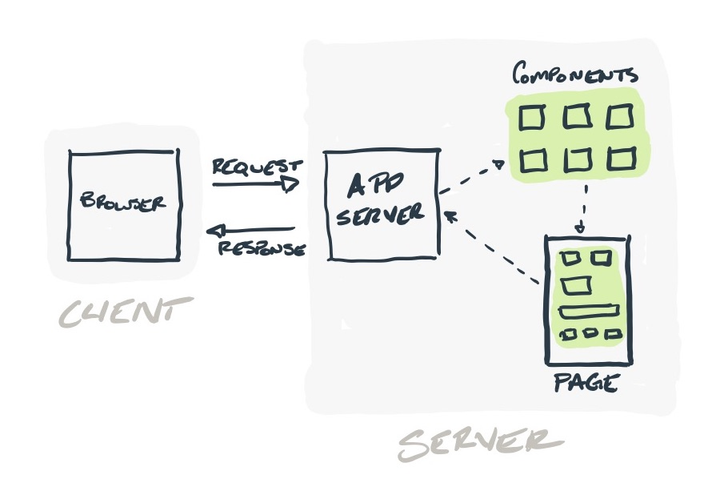 COMPONENTS
REQUEST
BROWSER
APP
SERVER
RESPONSE
CLIENT
PAGE
SERVER